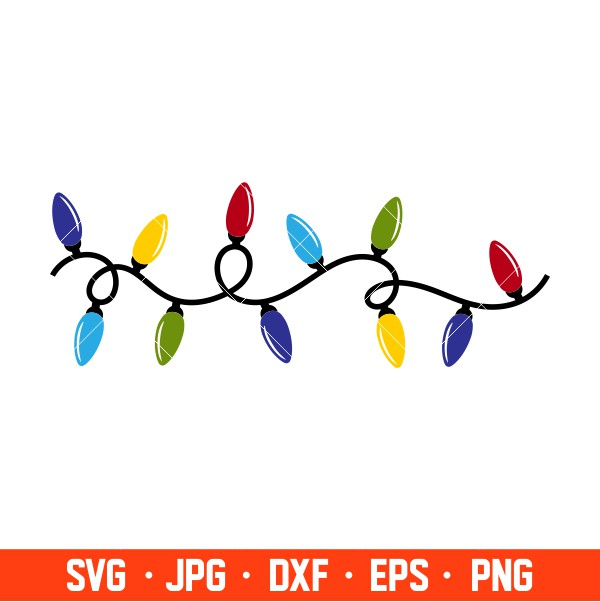 SVG · JPG · DXF · EPS · PNG